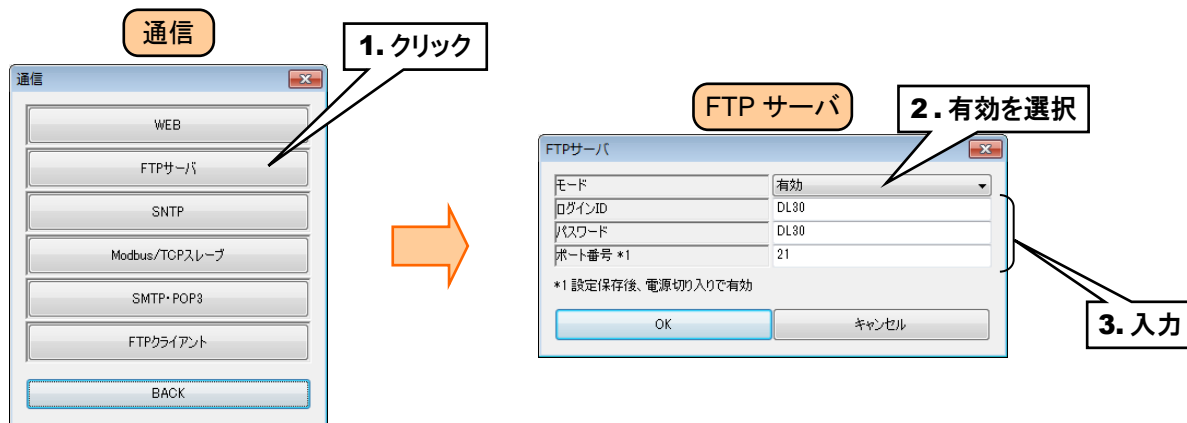 通信
1. クリック
通信
WEB
FTPサーバ
SNTP
Modbus/TCPスレーブ
SMTP・POP3
FTPクライアント
BACK
FTP サーバ
2. 有効を選択
FTPサーバ
モード 有効
ログインID DL30
パスワード DL30
ポート番号 *1 21
*1 設定保存後、電源切り入りで有効
OK キャンセル
3. 入力